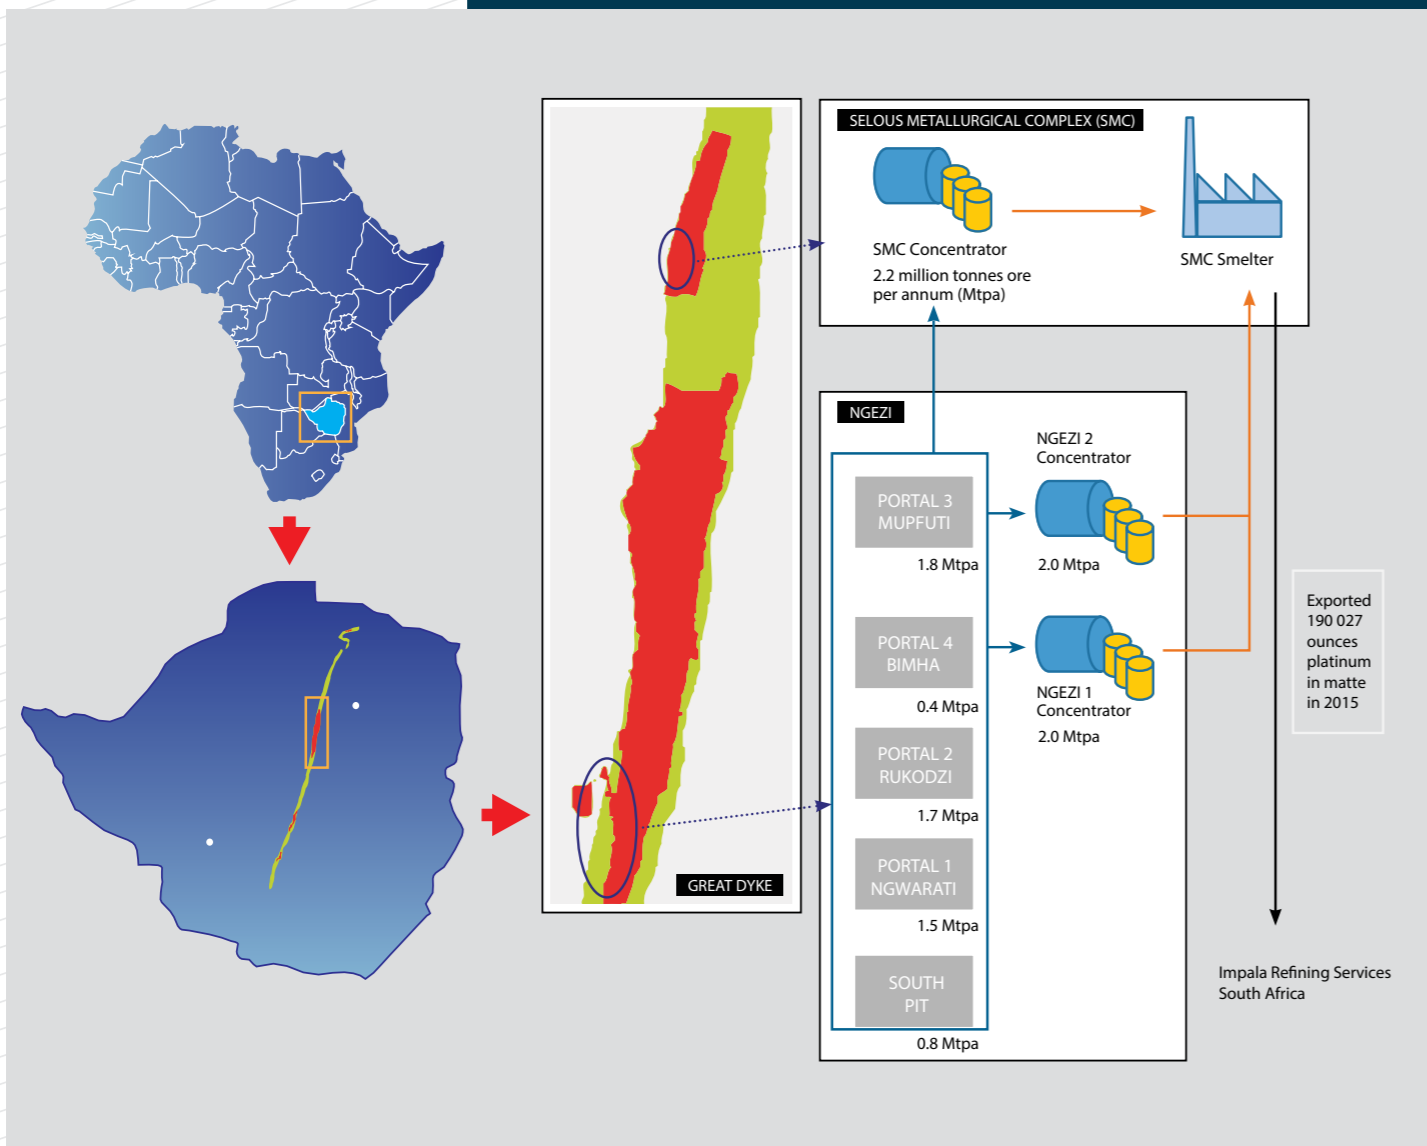 SELOUS METALLURGICAL COMPLEX (SMC)
SMC Concentrator
2.2 million tonnes ore
per annum (Mtpa)
SMC Smelter
NGEZI
PORTAL 3
MUPFUTI
1.8 Mtpa
PORTAL 4
BIMHA
0.4 Mtpa
PORTAL 2
RUKODZI
1.7 Mtpa
PORTAL 1
NGWARATI
1.5 Mtpa
SOUTH
PIT
0.8 Mtpa
NGEZI 2
Concentrator
2.0 Mtpa
NGEZI 1
Concentrator
2.0 Mtpa
Exported
190 027
ounces
platinum
in matte
in 2015
GREAT DYKE
Impala Refining Services
South Africa